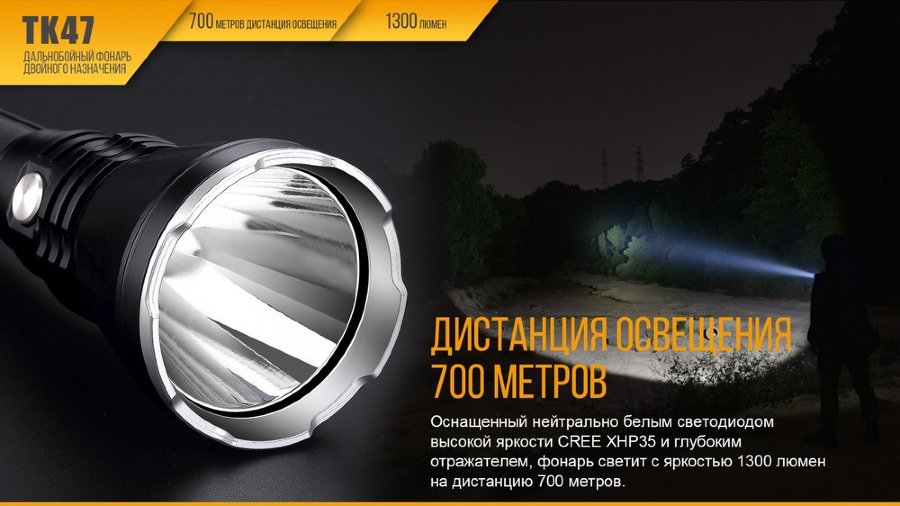 TK47
ДАЛЬНОБОЙНЫЙ ФОНАРЬ
ДВОЙНОГО НАЗНАЧЕНИЯ
700 МЕТРОВ ДИСТАНЦИЯ ОСВЕЩЕНИЯ
1300 ЛЮМЕН
ДИСТАНЦИЯ ОСВЕЩЕНИЯ
700 МЕТРОВ
Оснащенный нейтрально белым светодиодом
высокой яркости CREE XHP35 и глубоким
отражателем, фонарь светит с яркостью 1300 люмен
на дистанцию 700 метров.